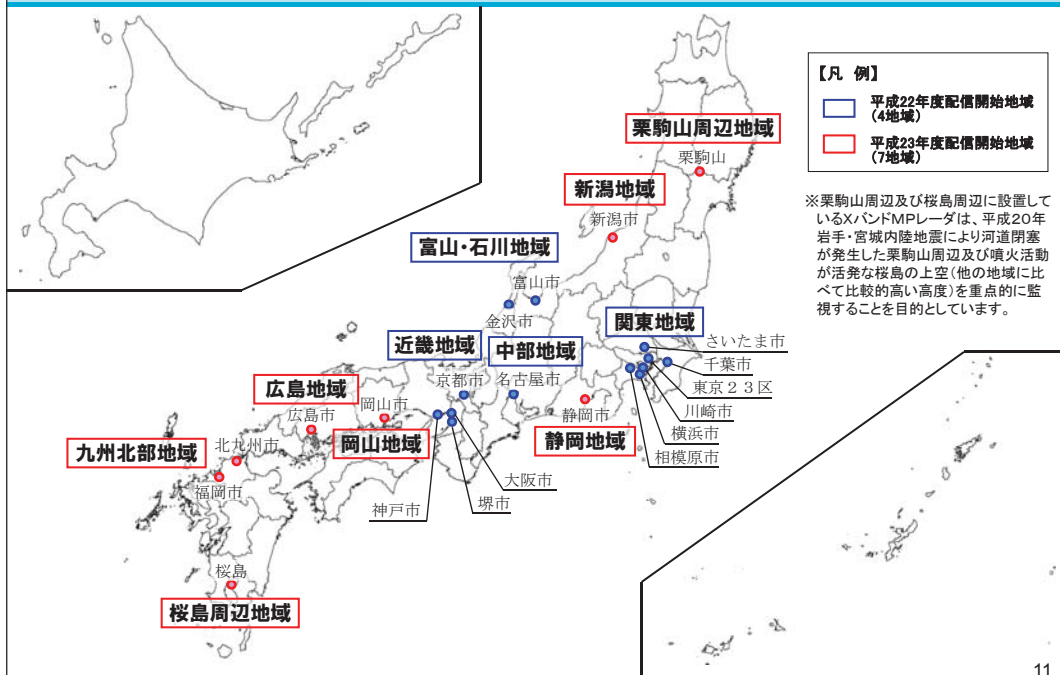 【凡 例】
平成22年度配信開始地域
(4地域)
平成23年度配信開始地域
(7地域)
※栗駒山周辺及び桜島周辺に設置して
いるXバンドMPレーダは、平成20年
岩手・宮城内陸地震により河道閉塞
が発生した栗駒山周辺及び噴火活動
が活発な桜島の上空(他の地域に比
べて比較的高い高度)を重点的に監
視することを目的としています。
栗駒山周辺地域
栗駒山
新潟地域
新潟市
富山・石川地域
富山市
金沢市
関東地域
さいたま市
千葉市
東京23区
川崎市
横浜市
相模原市
近畿地域
中部地域
京都市
名古屋市
広島地域
広島市
岡山市
岡山地域
静岡市
静岡地域
九州北部地域
北九州市
福岡市
大阪市
堺市
神戸市
桜島
桜島周辺地域
11